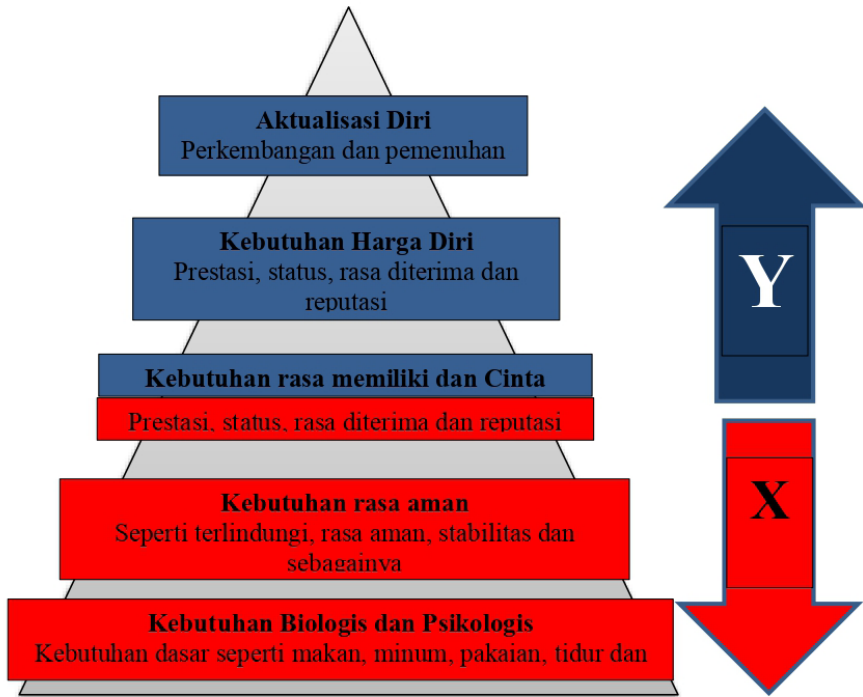 Aktualisasi Diri
Perkembangan dan pemenuhan
Kebutuhan Harga Diri
Prestasi, status, rasa diterima dan
reputasi
Y
Kebutuhan rasa memiliki dan Cinta
Prestasi, status, rasa diterima dan reputasi
Kebutuhan rasa aman
Seperti terlindungi, rasa aman, stabilitas dan
sebagainya
X
Kebutuhan Biologis dan Psikologis
Kebutuhan dasar seperti makan, minum, pakaian, tidur dan